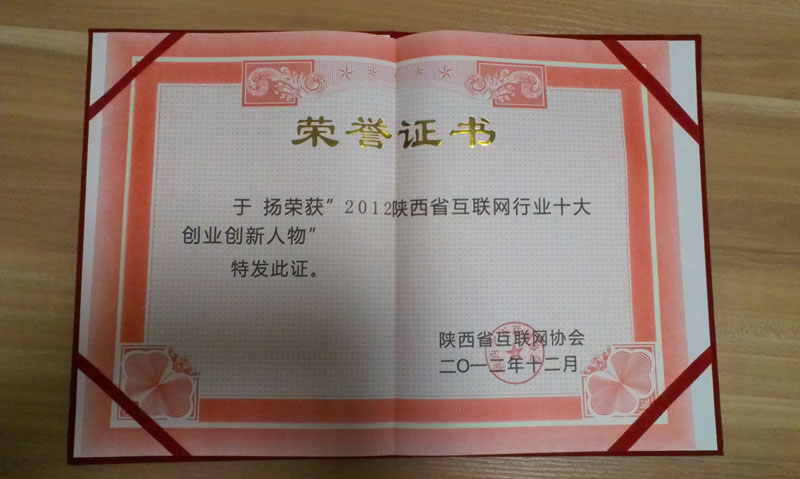 荣誉证书
于 扬荣获"2012陕西省互联网行业十大
创业创新人物"
特发此证。
陕西省互联网协会
二〇一二年十二月